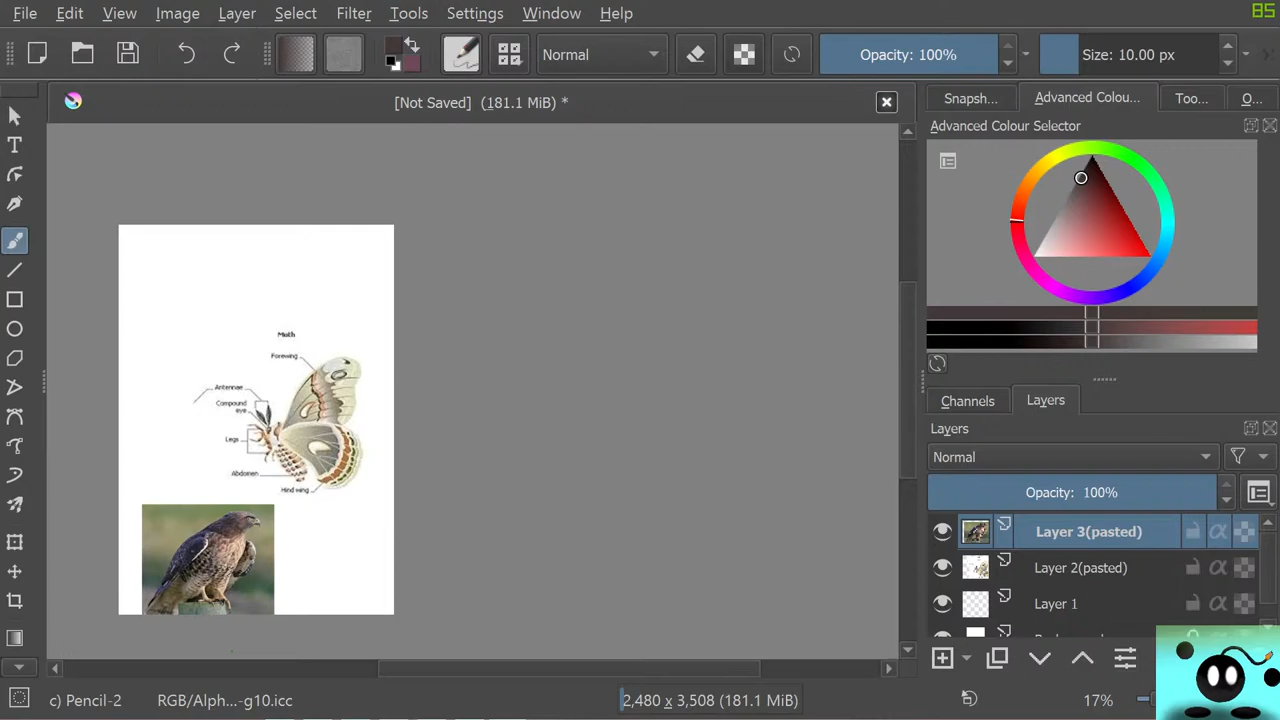 File Edit View Image Layer Select Filter Tools Settings Window Help
85
Normal
Opacity: 100%
Size: 10.00 px
[Not Saved] (181.1 MiB) *
Snapsh...
Advanced Colou...
Too...
O...
Advanced Colour Selector
Moth
Forewing
Antennae
Compound
eye
Legs
Abdomen
Hind wing
Channels
Layers
Layers
Normal
Opacity: 100%
Layer 3(pasted)
Layer 2(pasted)
Layer 1
c) Pencil-2
RGB/Alph...-g10.icc
2,480 x 3,508 (181.1 MiB)
17%